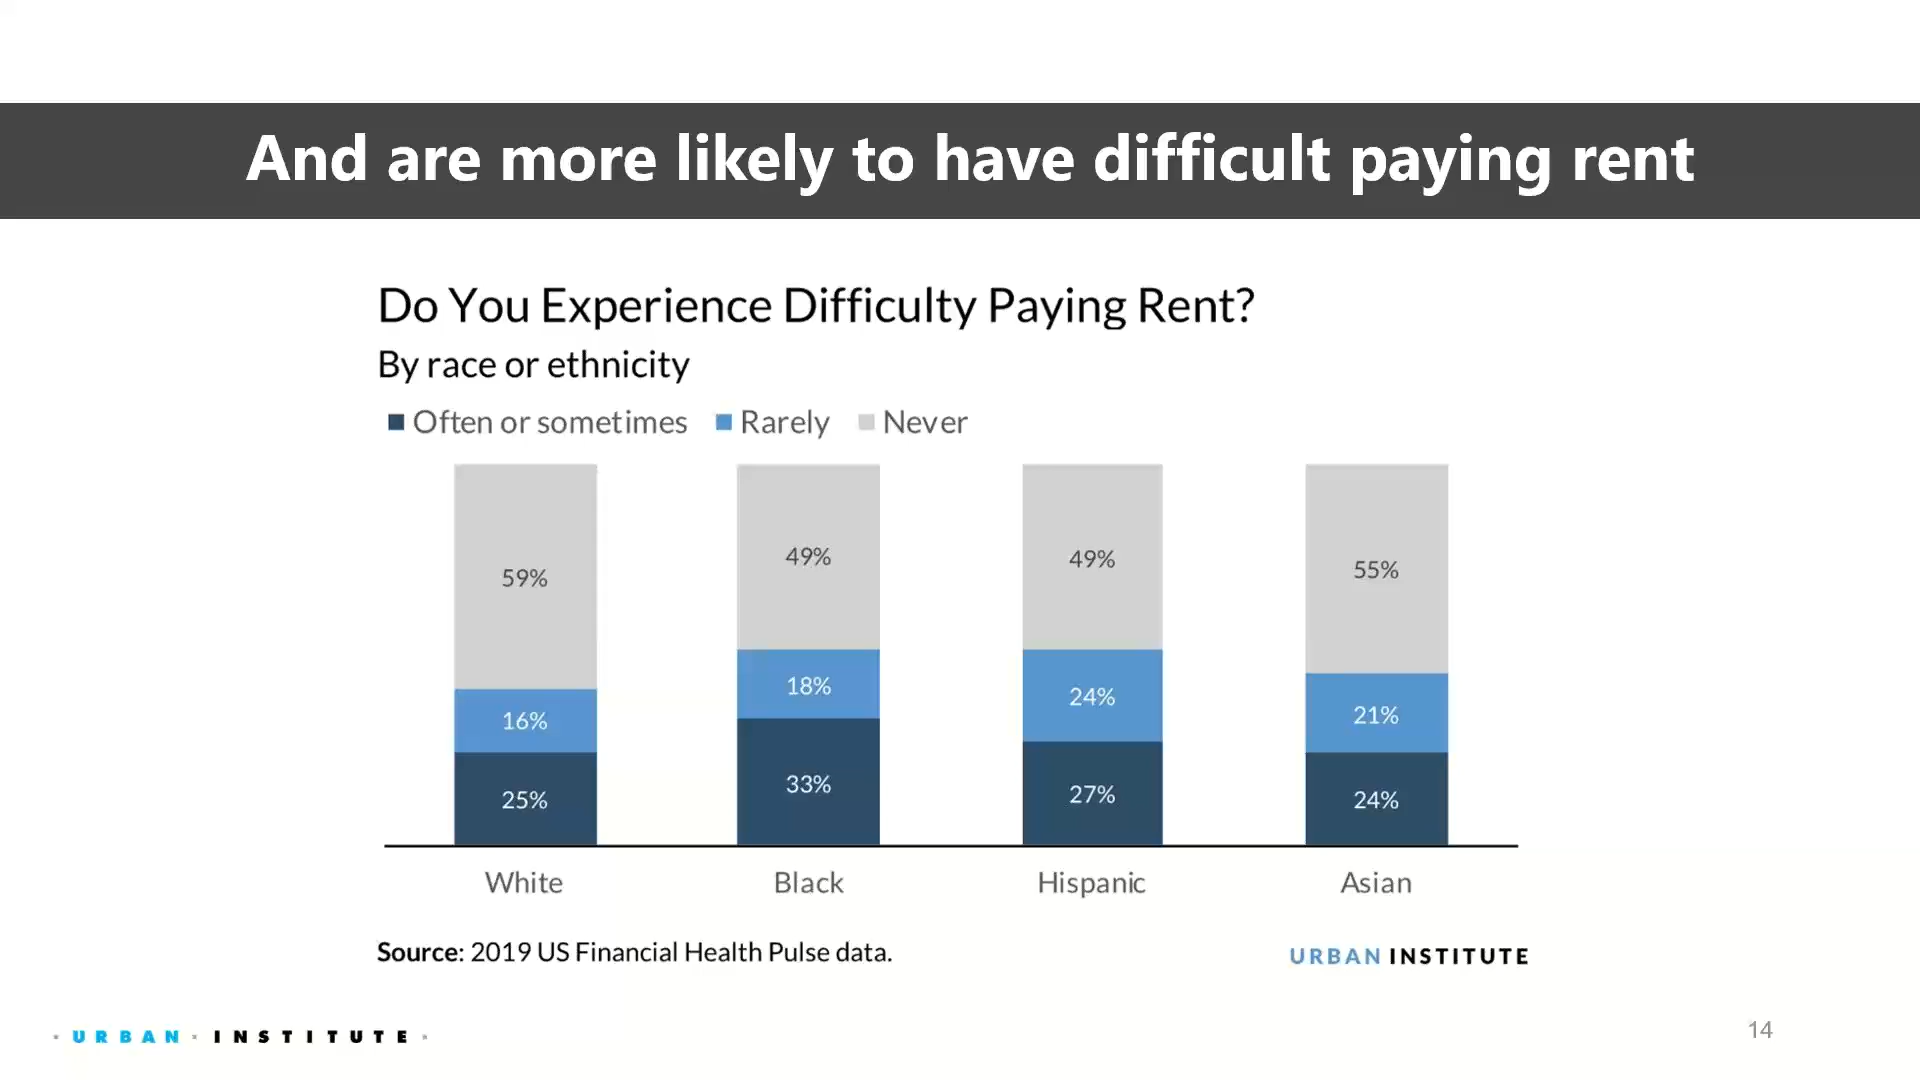 And are more likely to have difficult paying rent
Do You Experience Difficulty Paying Rent?
By race or ethnicity
Often or sometimes Rarely Never
59% 49% 49% 55%
16% 18% 24% 21%
25% 33% 27% 24%
White Black Hispanic Asian
Source: 2019 US Financial Health Pulse data.
URBAN INSTITUTE
· URBAN · INSTITUTE ·
14